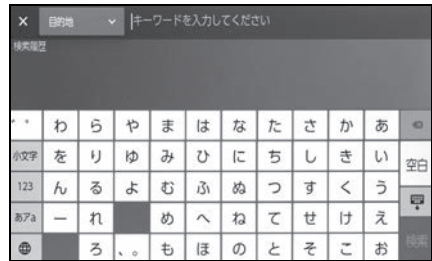 × 目的地 キーワードを入力してください
検索履歴
゛゜ わ ら や ま は な た さ か あ
小文字 を り ゆ み ひ に ち し き い 空白
123 ん る よ む ふ ぬ つ す く う
あアa ー れ め へ ね て せ け え
ろ 、。 も ほ の と そ こ お 検索